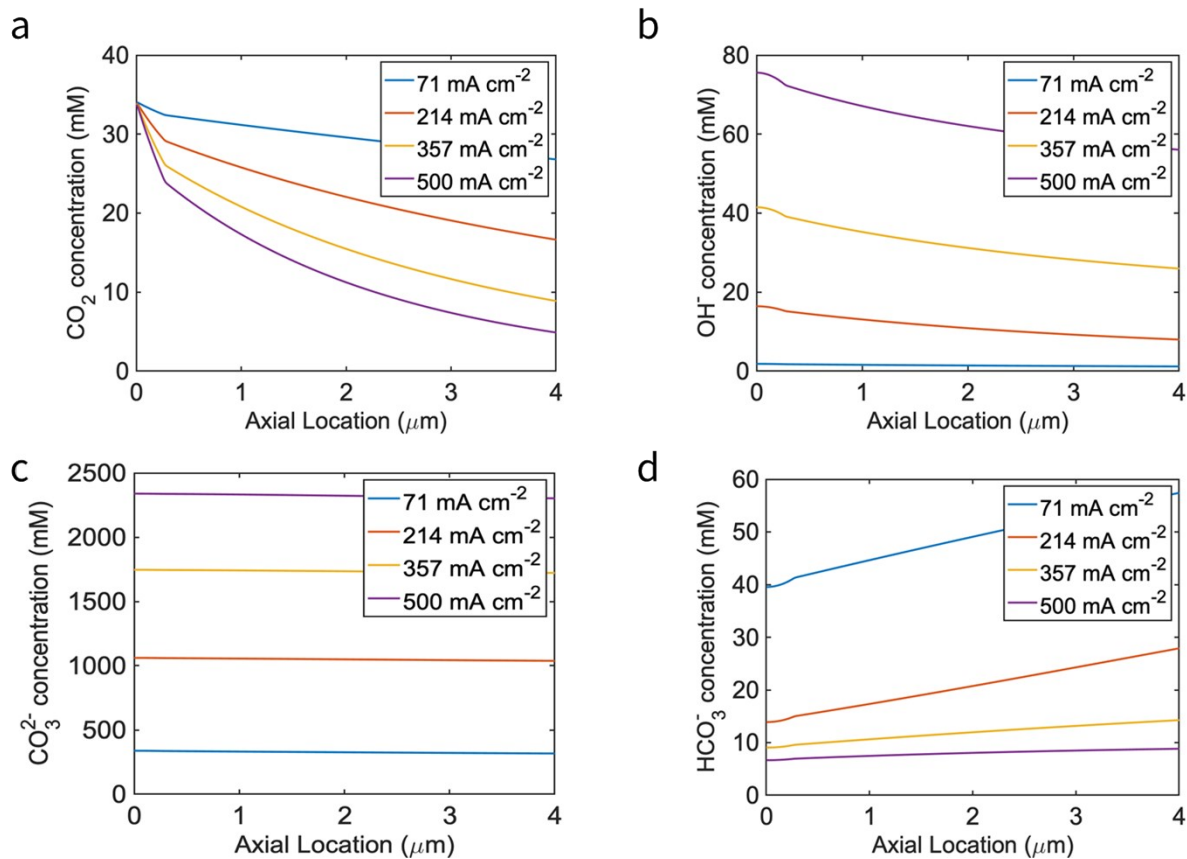 a
40
30
20
10
0
CO₂ concentration (mM)
71 mA cm⁻²
214 mA cm⁻²
357 mA cm⁻²
500 mA cm⁻²
0 1 2 3 4
Axial Location (μm)
b
80
60
40
20
0
OH⁻ concentration (mM)
71 mA cm⁻²
214 mA cm⁻²
357 mA cm⁻²
500 mA cm⁻²
0 1 2 3 4
Axial Location (μm)
c
2500
2000
1500
1000
500
0
CO₃²⁻ concentration (mM)
71 mA cm⁻²
214 mA cm⁻²
357 mA cm⁻²
500 mA cm⁻²
0 1 2 3 4
Axial Location (μm)
d
60
50
40
30
20
10
0
HCO₃⁻ concentration (mM)
71 mA cm⁻²
214 mA cm⁻²
357 mA cm⁻²
500 mA cm⁻²
0 1 2 3 4
Axial Location (μm)